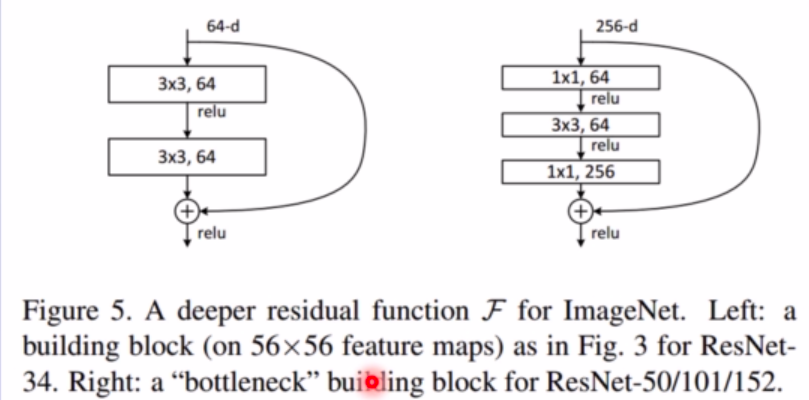 64-d
3x3, 64
relu
3x3, 64
+
relu
256-d
1x1, 64
relu
3x3, 64
relu
1x1, 256
+
relu
Figure 5. A deeper residual function F for ImageNet. Left: a
building block (on 56×56 feature maps) as in Fig. 3 for ResNet-
34. Right: a “bottleneck” building block for ResNet-50/101/152.